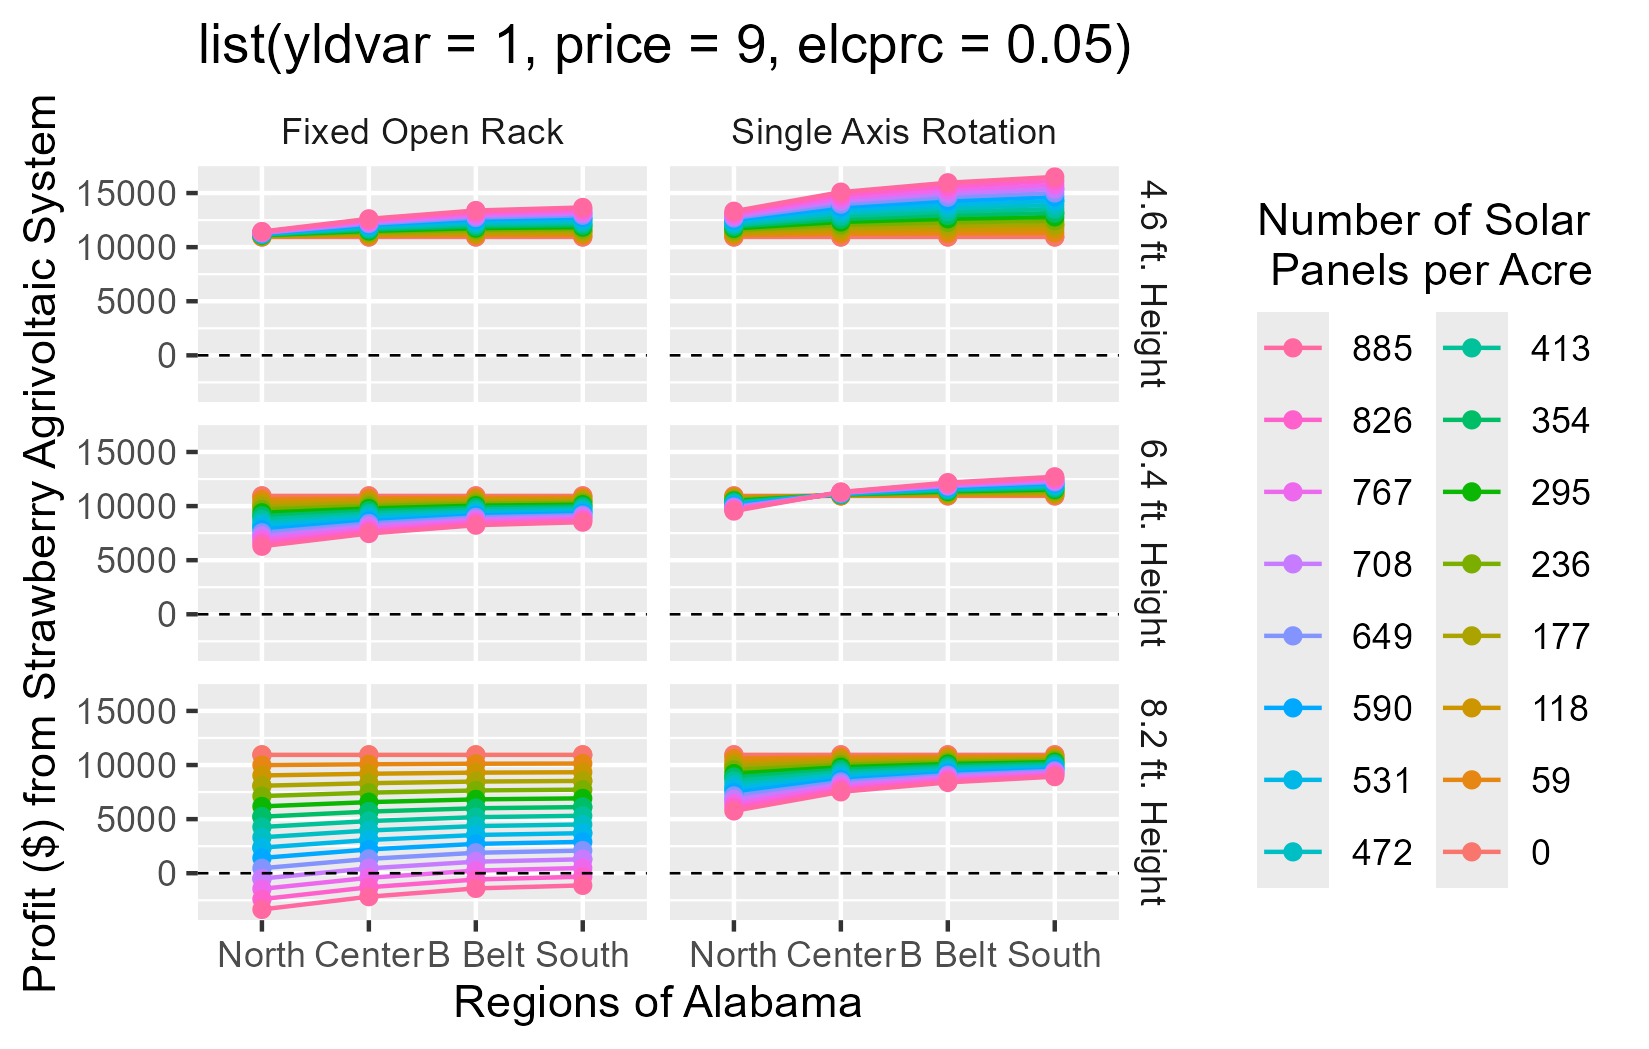 list(yldvar = 1, price = 9, elcprc = 0.05)
Profit ($) from Strawberry Agrivoltaic System
Fixed Open Rack
Single Axis Rotation
15000
10000
5000
0
4.6 ft. Height
15000
10000
5000
0
6.4 ft. Height
15000
10000
5000
0
8.2 ft. Height
North Center B Belt South
North Center B Belt South
Regions of Alabama
Number of Solar
Panels per Acre
885
826
767
708
649
590
531
472
413
354
295
236
177
118
59
0